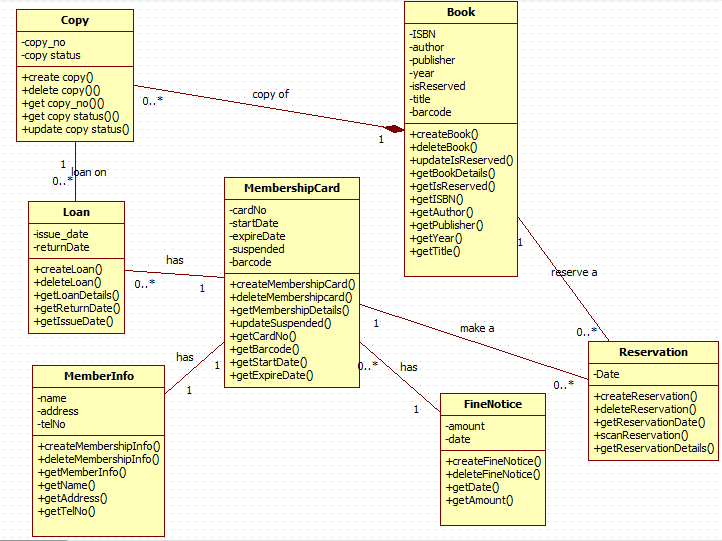 Copy
-copy_no
-copy status
+create copy()
+delete copy()()
+get copy_no()()
+get copy status()()
+update copy status()
Book
-ISBN
-author
-publisher
-year
-isReserved
-title
-barcode
+createBook()
+deleteBook()
+updateIsReserved()
+getBookDetails()
+getIsReserved()
+getISBN()
+getAuthor()
+getPublisher()
+getYear()
+getTitle()
0..*
copy of
1
1
loan on
0..*
Loan
-issue_date
-returnDate
+createLoan()
+deleteLoan()
+getLoanDetails()
+getReturnDate()
+getIssueDate()
has
0..*
1
MembershipCard
-cardNo
-startDate
-expireDate
-suspended
-barcode
+createMembershipCard()
+deleteMembershipcard()
+getMembershipDetails()
+updateSuspended()
+getCardNo()
+getBarcode()
+getStartDate()
+getExpireDate()
1
reserve a
0..*
1
make a
0..*
Reservation
-Date
+createReservation()
+deleteReservation()
+getReservationDate()
+scanReservation()
+getReservationDetails()
has
1
1
MemberInfo
-name
-address
-telNo
+createMembershipInfo()
+deleteMembershipInfo()
+getMemberInfo()
+getName()
+getAddress()
+getTelNo()
0..*
has
1
FineNotice
-amount
-date
+createFineNotice()
+deleteFineNotice()
+getDate()
+getAmount()